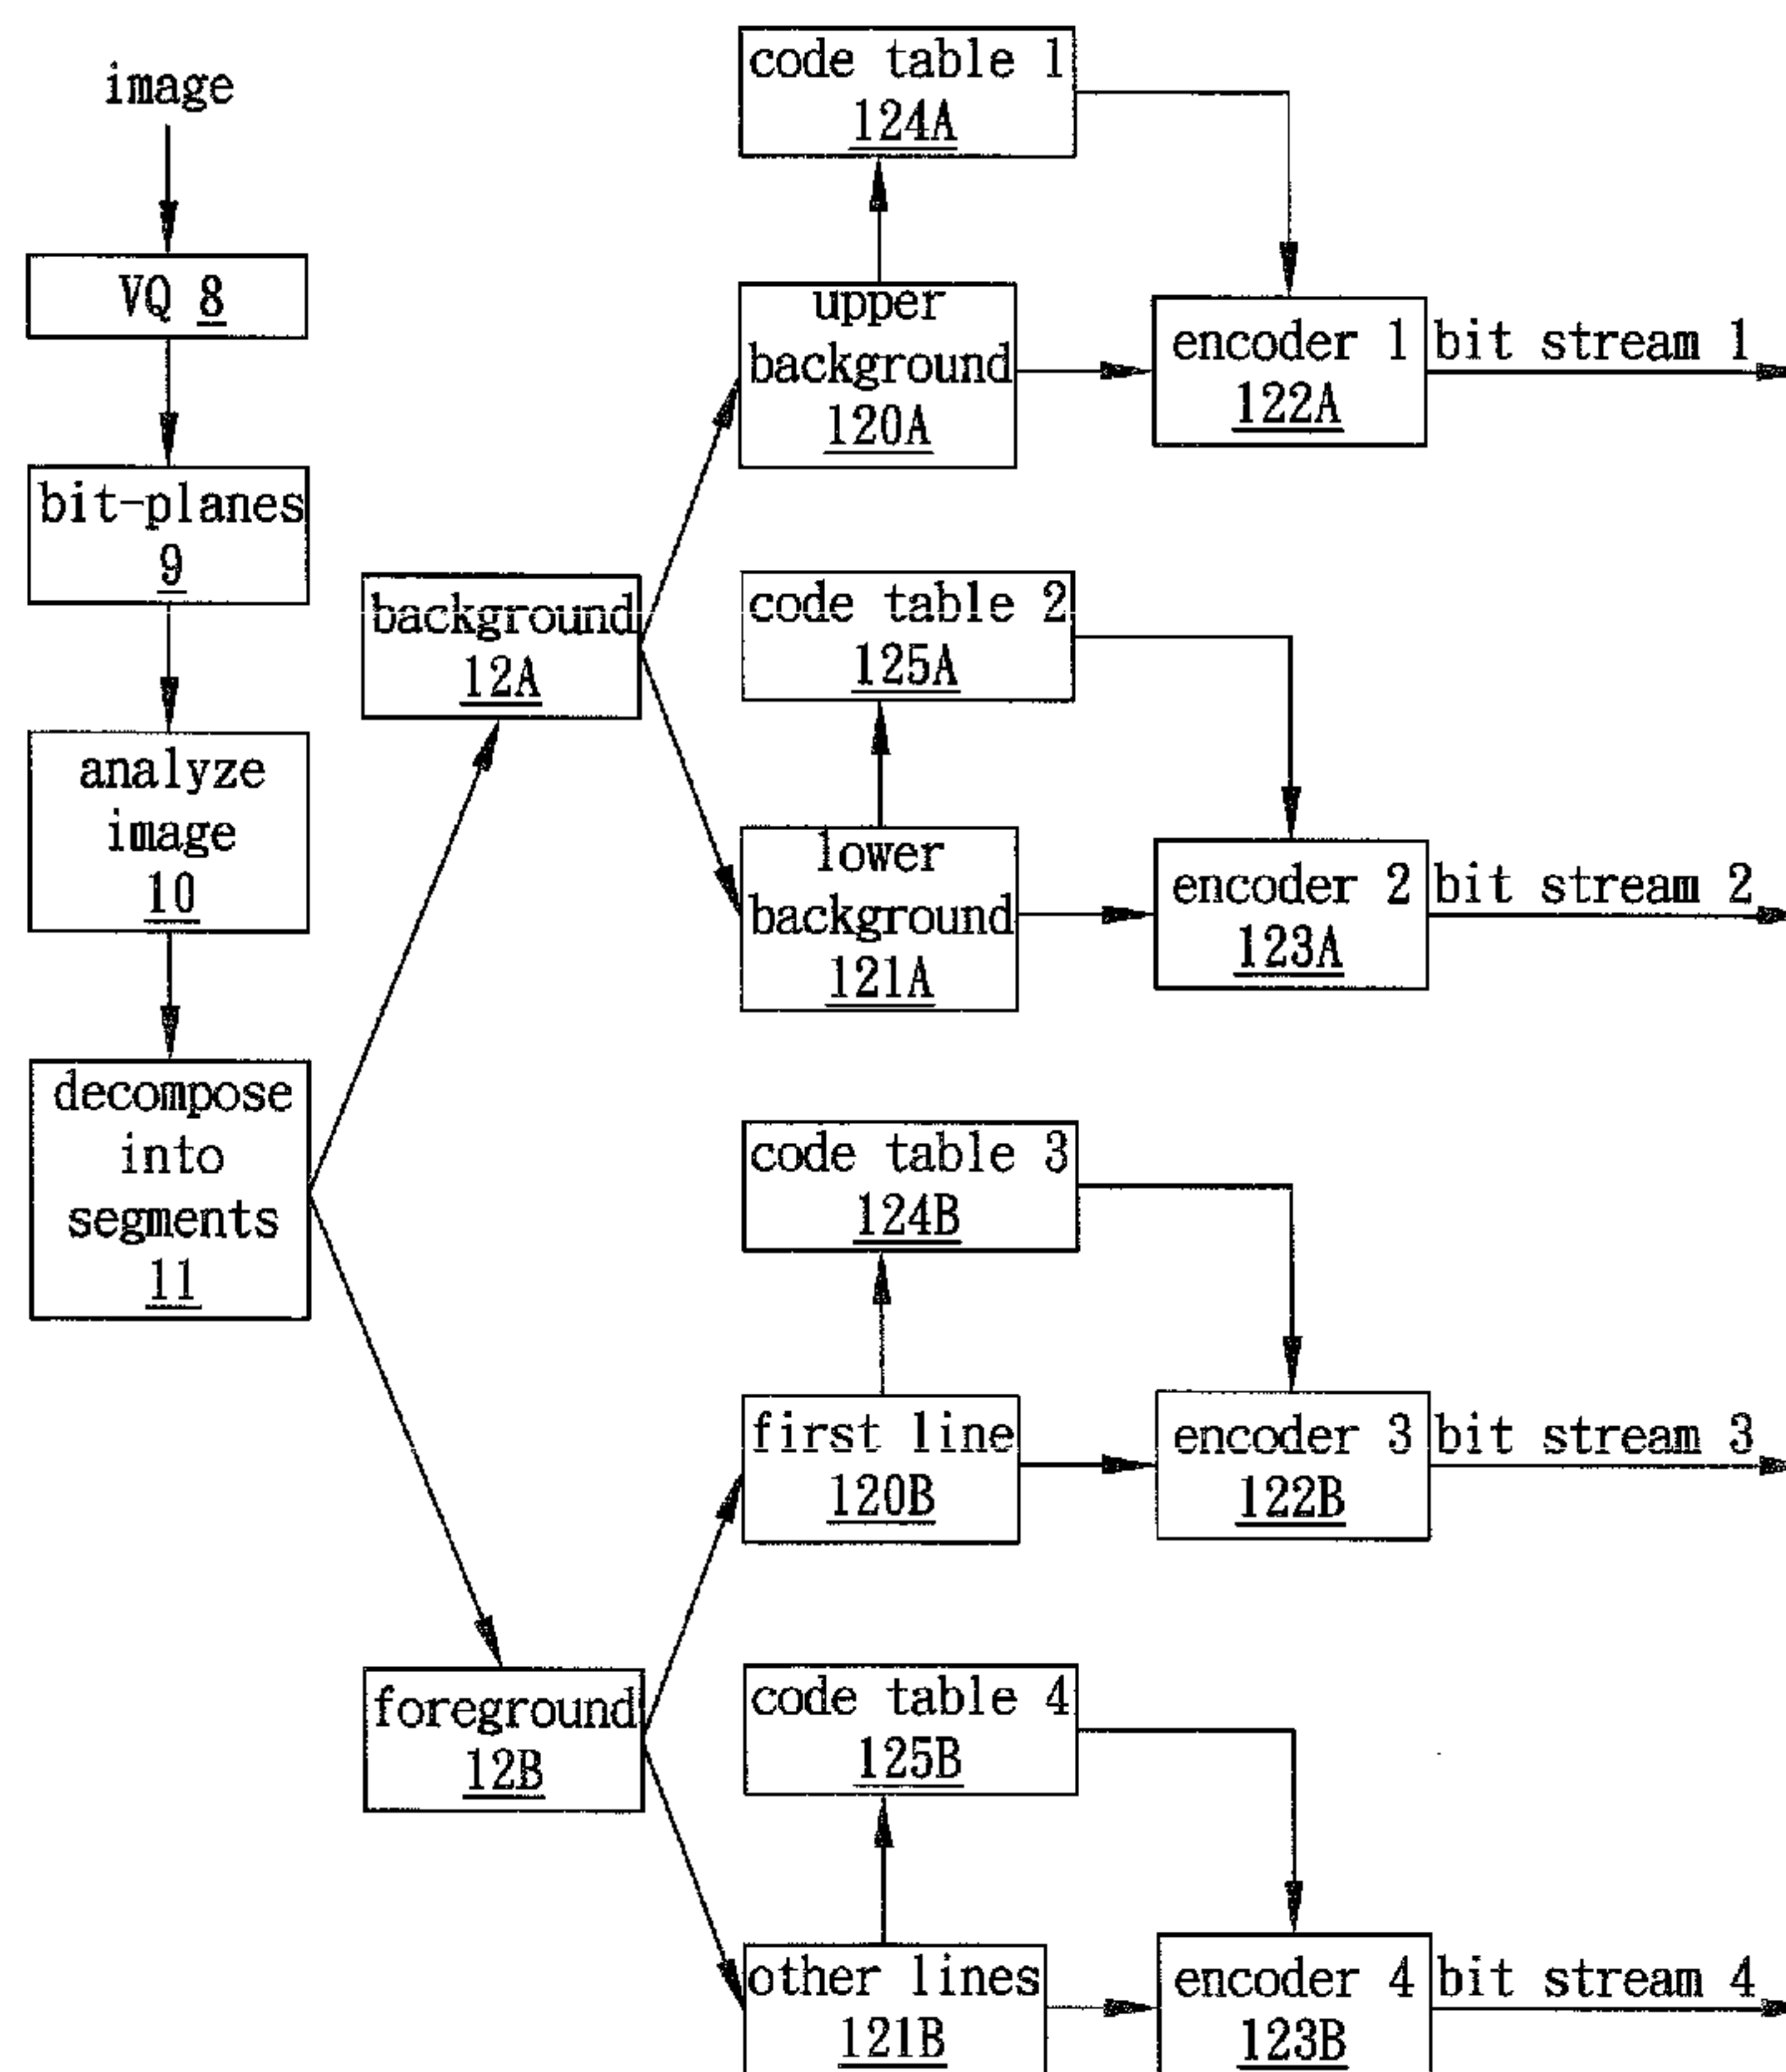 image
VQ 8
bit-planes
9
analyze
image
10
decompose
into
segments
11
background
12A
foreground
12B
code table 1
124A
upper
background
120A
encoder 1
122A
bit stream 1
code table 2
125A
lower
background
121A
encoder 2
123A
bit stream 2
code table 3
124B
first line
120B
encoder 3
122B
bit stream 3
code table 4
125B
other lines
121B
encoder 4
123B
bit stream 4